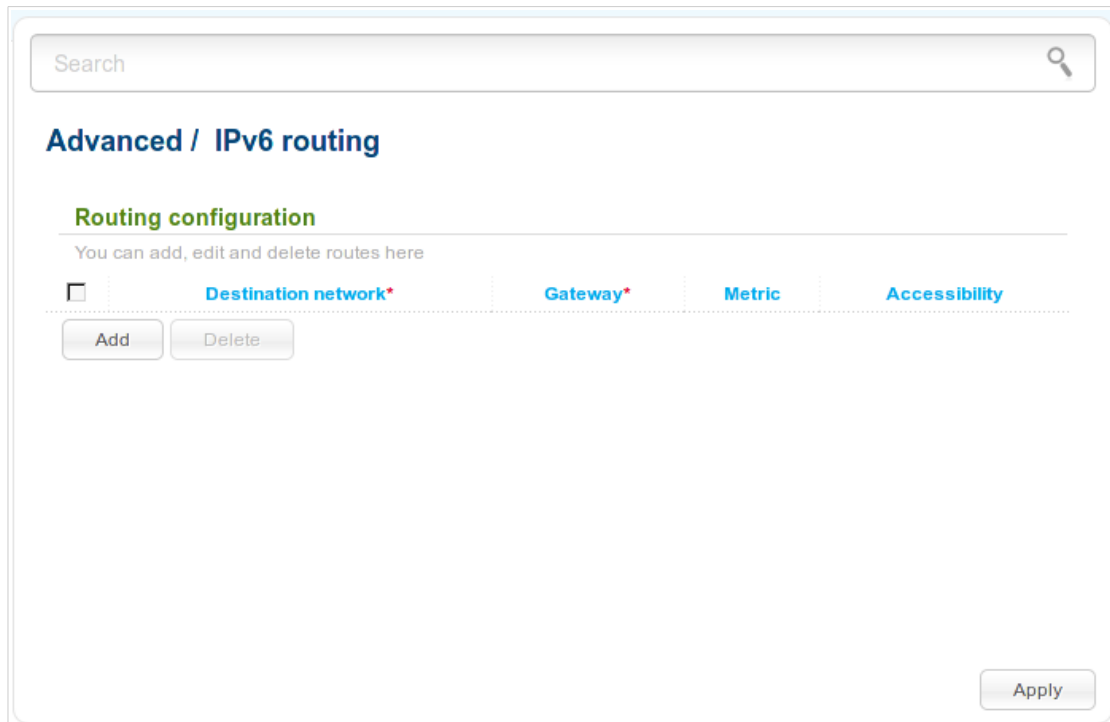 Search
Advanced / IPv6 routing
Routing configuration
You can add, edit and delete routes here
Destination network* Gateway* Metric Accessibility
Add Delete
Apply